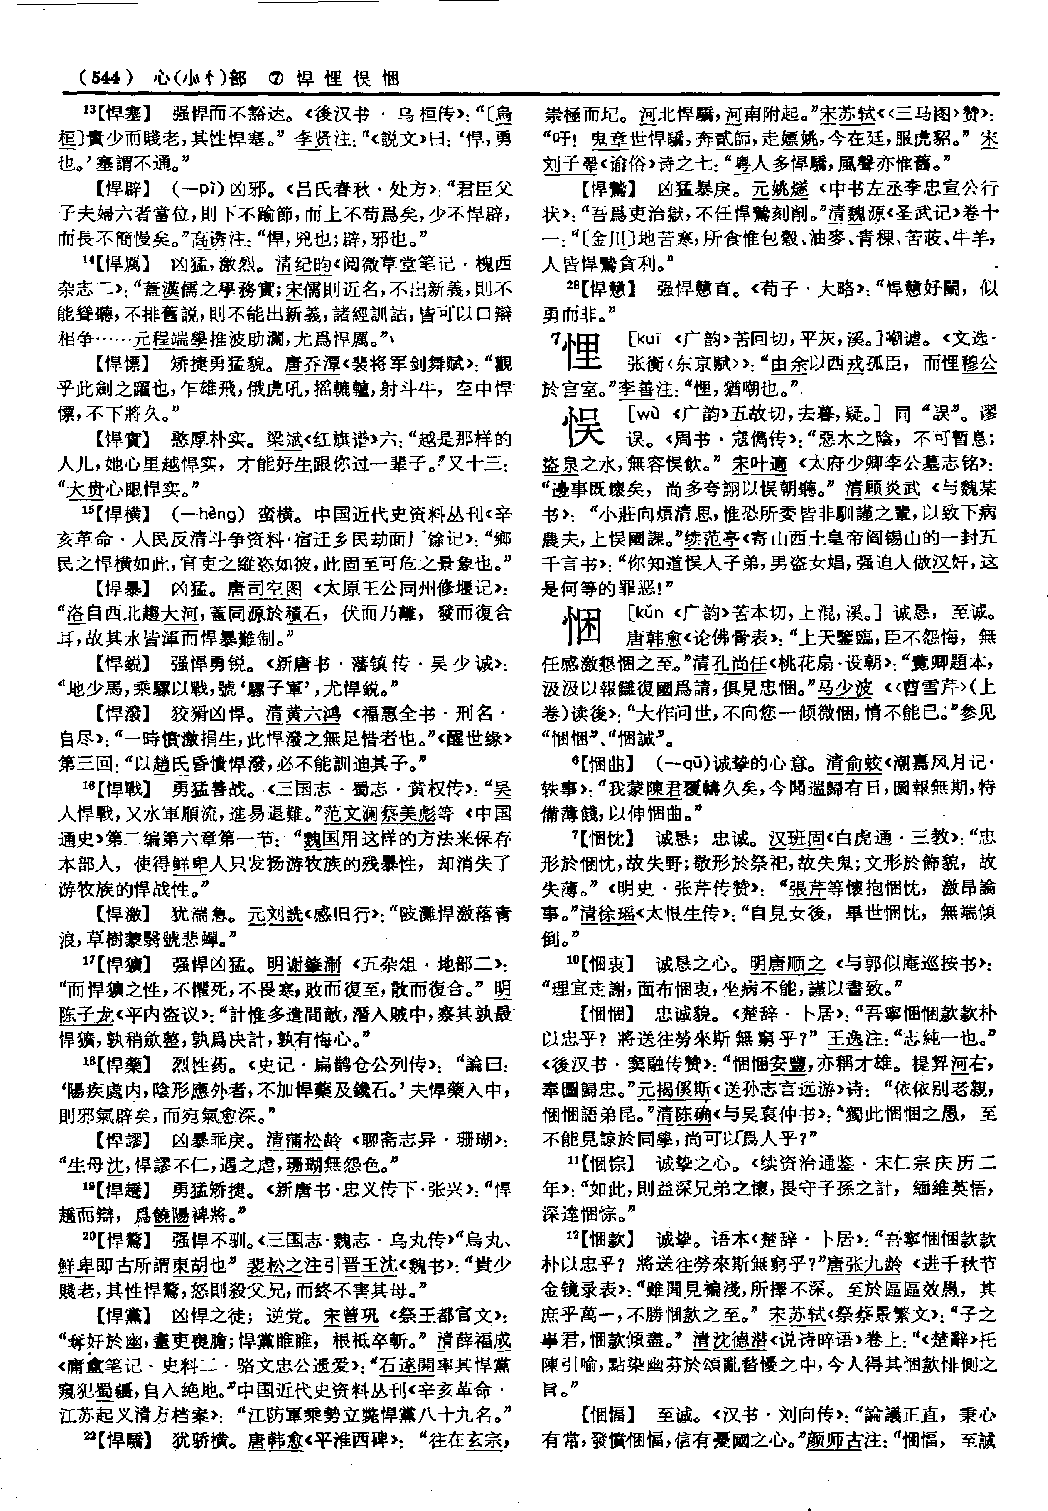 （544） 心(小忄)部 ⑦ 悍悝悮悃
13【悍塞】 强悍而不豁达。《後汉书·乌桓传》：“〔烏
桓〕貴少而賤老，其性悍塞。”李贤注：“《説文》曰：‘悍，勇
也。’塞謂不通。”
【悍辟】 (—pì)凶邪。《吕氏春秋·处方》：“君臣父
子夫婦六者當位，則下不踰節，而上不苟爲矣，少不悍辟，
而長不簡慢矣。”高诱注：“悍，兇也；辟，邪也。”
14【悍厲】 凶猛，激烈。清纪昀《阅微草堂笔记·槐西
杂志二》：“蓋漢儒之學務實；宋儒則近名，不出新義，則不
能聳聽，不排舊説，則不能出新義，諸經訓詁，皆可以口辯
相争……元程端學推波助瀾，尤爲悍厲。”
【悍慓】 矫捷勇猛貌。唐乔潭《裴将军剑舞赋》：“觀
乎此劍之躍也，乍雄飛，俄虎吼，摇轆轤，射斗牛，空中悍
慓，不下將久。”
【悍實】 憨厚朴实。梁斌《红旗谱》六：“越是那样的
人儿，她心里越悍实，才能好生跟你过一辈子。”又十三：
“大贵心眼悍实。”
15【悍横】 (—hèng) 蛮横。中国近代史资料丛刊《辛
亥革命·人民反清斗争资料·宿迁乡民劫面厂馀记》：“鄉
民之悍横如此，官吏之縱恣如彼，此固至可危之景象也。”
【悍暴】 凶猛。唐司空图《太原王公同州修堰记》：
“洛自西北趨大河，蓋同源於積石，伏而乃離，發而復合
耳，故其水皆渾而悍暴難制。”
【悍鋭】 强悍勇锐。《新唐书·藩镇传·吴少诚》：
“地少馬，乘騾以戰，號‘騾子軍’，尤悍鋭。”
【悍潑】 狡猾凶悍。清黄六鸿《福惠全书·刑名·
自尽》：“一時憤激捐生，此悍潑之無足惜者也。”《醒世缘》
第三回：“以趙氏昏憒悍潑，必不能訓迪其子。”
16【悍戰】 勇猛善战。《三国志·蜀志·黄权传》：“吴
人悍戰，又水軍順流，進易退難。”范文澜蔡美彪等《中国
通史》第二编第六章第一节：“魏国用这样的方法来保存
本部人，使得鲜卑人只发扬游牧族的残暴性，却消失了
游牧族的悍战性。”
【悍激】 犹湍急。元刘詵《感旧行》：“䟦灘悍激落青
浪，草樹蒙翳號悲蟬。”
17【悍獷】 强悍凶猛。明谢肇淛《五杂俎·地部二》：
“而悍獷之性，不懼死，不畏寒，敗而復至，散而復合。”明
陈子龙《平内盗议》：“計惟多遣間敵，潛入賊中，察其孰最
悍獷，孰稍斂整，孰爲決計，孰有悔心。”
18【悍藥】 烈性药。《史记·扁鹊仓公列传》：“論曰：
‘陽疾處内，陰形應外者，不加悍藥及鑱石。’夫悍藥入中，
則邪氣辟矣，而宛氣愈深。”
【悍謬】 凶暴乖戾。清蒲松龄《聊斋志异·珊瑚》：
“生母沈，悍謬不仁，遇之虐，珊瑚無怨色。”
19【悍趫】 勇猛矫捷。《新唐书·忠义传下·张兴》：“悍
趫而辯，爲饒陽裨將。”
20【悍驁】 强悍不驯。《三国志·魏志·乌丸传》“烏丸、
鮮卑即古所謂東胡也”裴松之注引晋王沈《魏书》：“貴少
賤老，其性悍驁，怒則殺父兄，而終不害其母。”
【悍黨】 凶悍之徒；逆党。宋曾巩《祭王都官文》：
“奪奸於幽，畫吏喪膽；悍黨睢睢，根柢卒斬。”清薛福成
《庸盦笔记·史料二·骆文忠公遗爱》：“石達開率其悍黨
窺犯蜀疆，自入絶地。”中国近代史资料丛刊《辛亥革命·
江苏起义清方档案》：“江防軍乘勢立斃悍黨八十九名。”
22【悍驕】 犹骄横。唐韩愈《平淮西碑》：“往在玄宗，
崇極而圮。河北悍驕，河南附起。”宋苏轼《〈三马图〉赞》：
“吁！鬼章世悍驕，奔貳師，走嫖姚，今在廷，服虎貂。”宋
刘子翚《谕俗》诗之七：“粤人多悍驕，風聲亦惟舊。”
【悍鷙】 凶猛暴戾。元姚燧《中书左丞李忠宣公行
状》：“吾爲吏治獄，不任悍鷙刻削。”清魏源《圣武记》卷十
一：“〔金川〕地苦寒，所食惟包穀、油麥、青稞、苦荍、牛羊，
人皆悍鷙貪利。”
28【悍戇】 强悍戆直。《荀子·大略》：“悍戇好鬭，似
勇而非。”
7悝 [kuī 《广韵》苦回切，平灰，溪。]嘲谑。《文选·
张衡〈东京赋〉》：“由余以西戎孤臣，而悝穆公
於宫室。”李善注：“悝，猶嘲也。”
悮 [wù 《广韵》五故切，去暮，疑。] 同“誤”。谬
误。《周书·寇儁传》：“惡木之陰，不可暫息；
盗泉之水，無容悮飲。”宋叶適《太府少卿李公墓志铭》：
“邊事既壞矣，尚多夸詡以悮朝聽。”清顾炎武《与魏某
书》：“小莊向煩清思，惟恐所委皆非馴謹之輩，以致下病
農夫，上悮國課。”续范亭《寄山西土皇帝阎锡山的一封五
千言书》：“你知道悮人子弟，男盗女娼，强迫人做汉奸，这
是何等的罪恶！”
悃 [kǔn 《广韵》苦本切，上混，溪。] 诚恳，至诚。
唐韩愈《论佛骨表》：“上天鑒臨，臣不怨悔，無
任感激懇悃之至。”清孔尚任《桃花扇·设朝》：“覽卿題本，
汲汲以報讎復國爲請，俱見忠悃。”马少波《〈曹雪芹〉(上
卷)读後》：“大作问世，不向您一倾微悃，情不能已。”参见
“悃悃”、“悃誠”。
6【悃曲】 (—qū)诚挚的心意。清俞蛟《潮嘉风月记·
轶事》：“我蒙陳君覆幬久矣，今聞遄歸有日，圖報無期，特
備薄餞，以伸悃曲。”
7【悃忱】 诚恳；忠诚。汉班固《白虎通·三教》：“忠
形於悃忱，故失野；敬形於祭祀，故失鬼；文形於飾貌，故
失薄。”《明史·张芹传赞》：“張芹等懷抱悃忱，激昂論
事。”清徐瑶《太恨生传》：“自見女後，畢世悃忱，無端傾
倒。”
10【悃衷】 诚恳之心。明唐顺之《与郭似庵巡按书》：
“理宜走謝，面布悃衷，坐病不能，謹以書致。”
【悃悃】 忠诚貌。《楚辞·卜居》：“吾寧悃悃款款朴
以忠乎？將送往勞來斯無窮乎？”王逸注：“志純一也。”
《後汉书·窦融传赞》：“悃悃安豐，亦稱才雄。提昇河右，
奉圖歸忠。”元揭傒斯《送孙志言远游》诗：“依依别老親，
悃悃語弟昆。”清陈确《与吴裒仲书》：“獨此悃悃之愚，至
不能見諒於同學，尚可以爲人乎？”
11【悃悰】 诚挚之心。《续资治通鉴·宋仁宗庆历二
年》：“如此，則益深兄弟之懷，畏守子孫之計，緬維英悟，
深達悃悰。”
12【悃款】 诚挚。语本《楚辞·卜居》：“吾寧悃悃款款
朴以忠乎？將送往勞來斯無窮乎？”唐张九龄《进千秋节
金镜录表》：“雖聞見褊淺，所擇不深。至於區區效愚，其
庶乎萬一，不勝悃款之至。”宋苏轼《祭蔡景繁文》：“子之
事君，悃款傾盡。”清沈德潜《说诗晬语》卷上：“《楚辭》托
陳引喻，點染幽芬於煩亂瞀慢之中，令人得其悃款悱惻之
旨。”
【悃愊】 至诚。《汉书·刘向传》：“論議正直，秉心
有常，發憤悃愊，信有憂國之心。”颜师古注：“悃愊，至誠